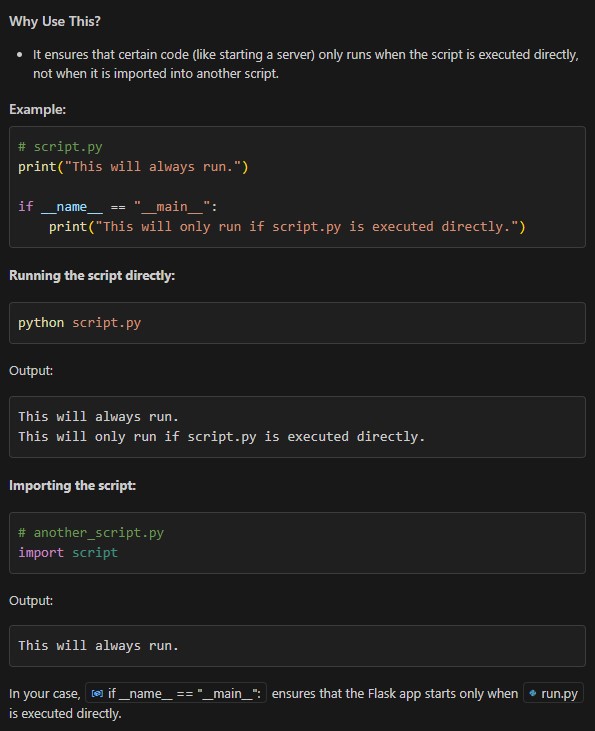 Why Use This?
• It ensures that certain code (like starting a server) only runs when the script is executed directly,
not when it is imported into another script.
Example:
# script.py
print("This will always run.")
if __name__ == "__main__":
    print("This will only run if script.py is executed directly.")
Running the script directly:
python script.py
Output:
This will always run.
This will only run if script.py is executed directly.
Importing the script:
# another_script.py
import script
Output:
This will always run.
In your case, if __name__ == "__main__": ensures that the Flask app starts only when run.py
is executed directly.